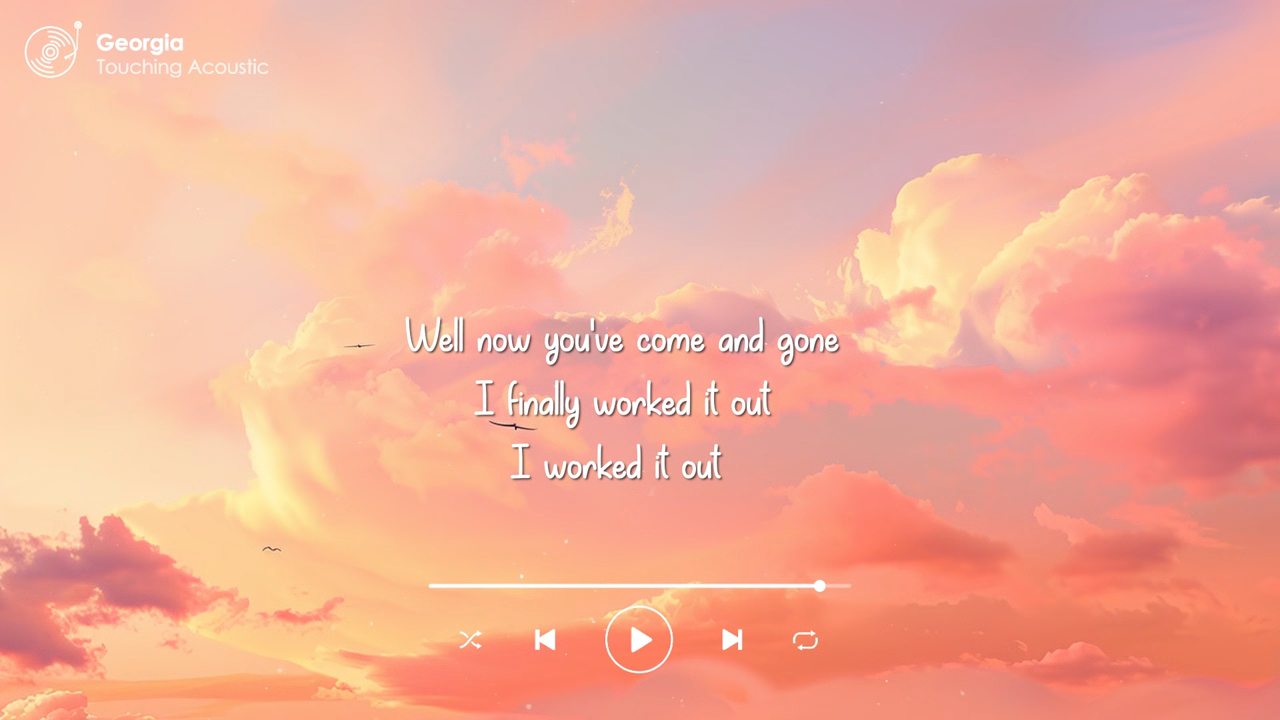 Georgia
Touching Acoustic
Well now you've come and gone
I finally worked it out
I worked it out